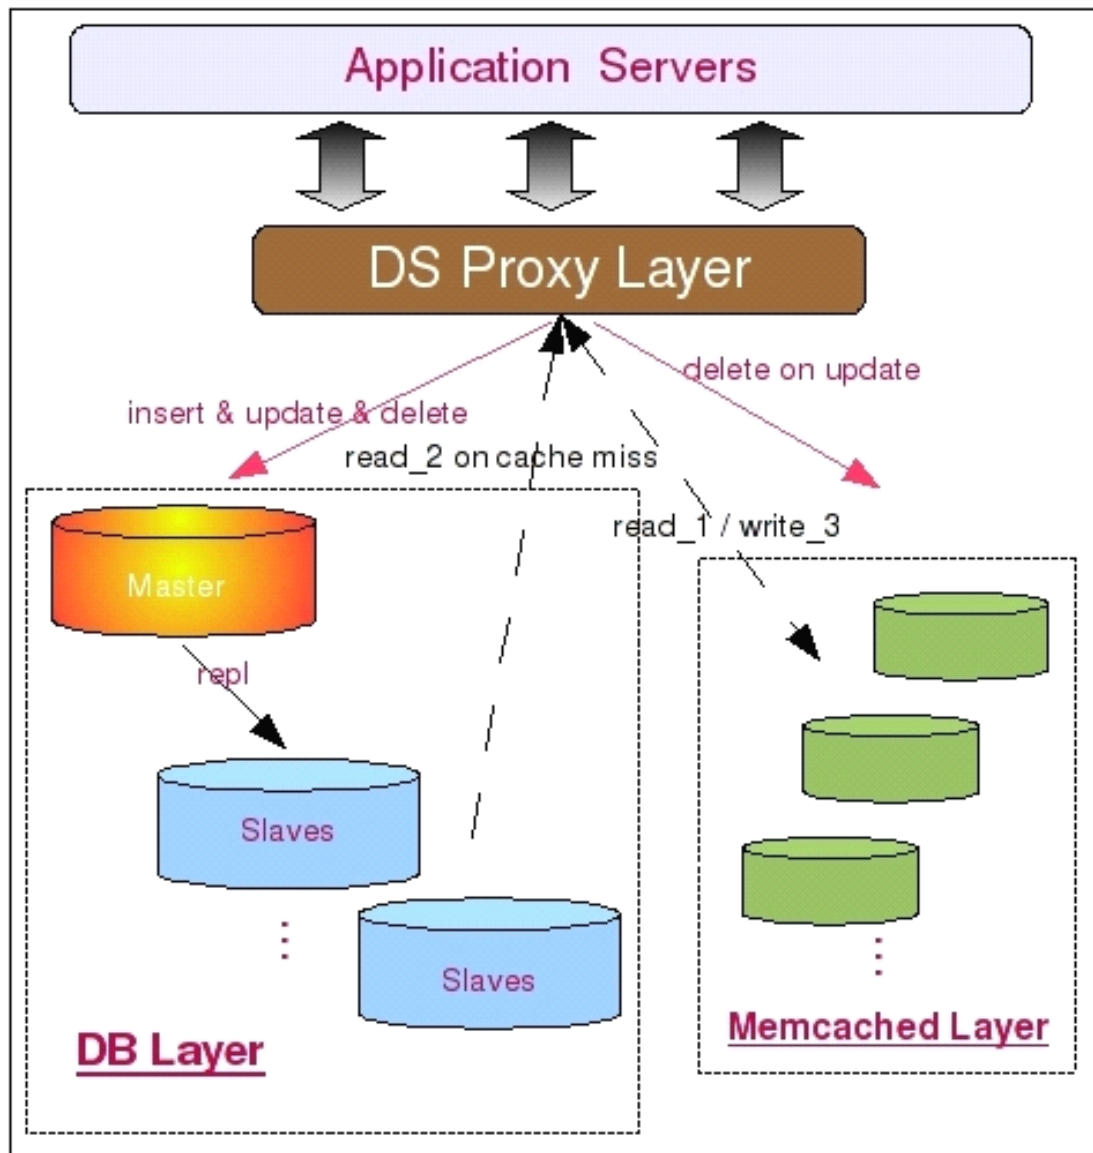 Application Servers
DS Proxy Layer
delete on update
insert & update & delete
read_2 on cache miss
read_1 / write_3
Master
repl
Slaves
Slaves
DB Layer
Memcached Layer